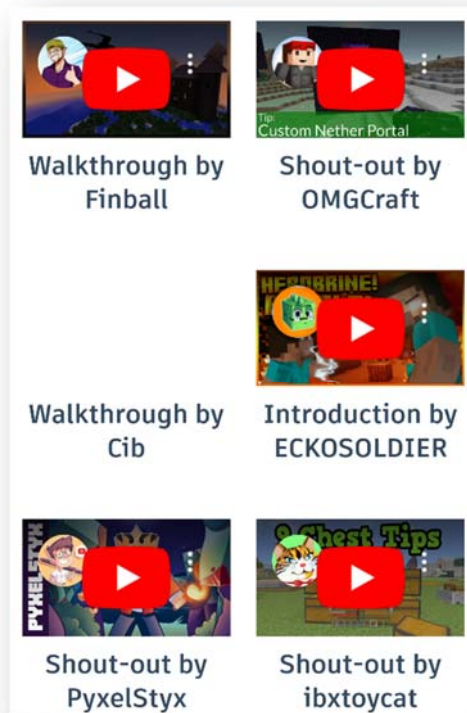 Tip:
Custom Nether Portal
Walkthrough by
Finball
Shout-out by
OMGCraft
HEROBRINE!
Walkthrough by
Cib
Introduction by
ECKOSOLDIER
PYXELSTYX
Chest Tips
Shout-out by
PyxelStyx
Shout-out by
ibxtoycat